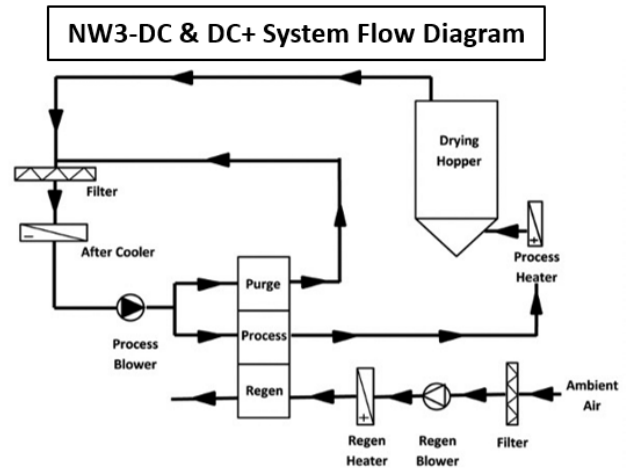 NW3-DC & DC+ System Flow Diagram
Drying
Hopper
Filter
After Cooler
Process
Heater
Purge
Process
Blower
Process
Regen
Ambient
Air
Regen
Heater
Regen
Blower
Filter